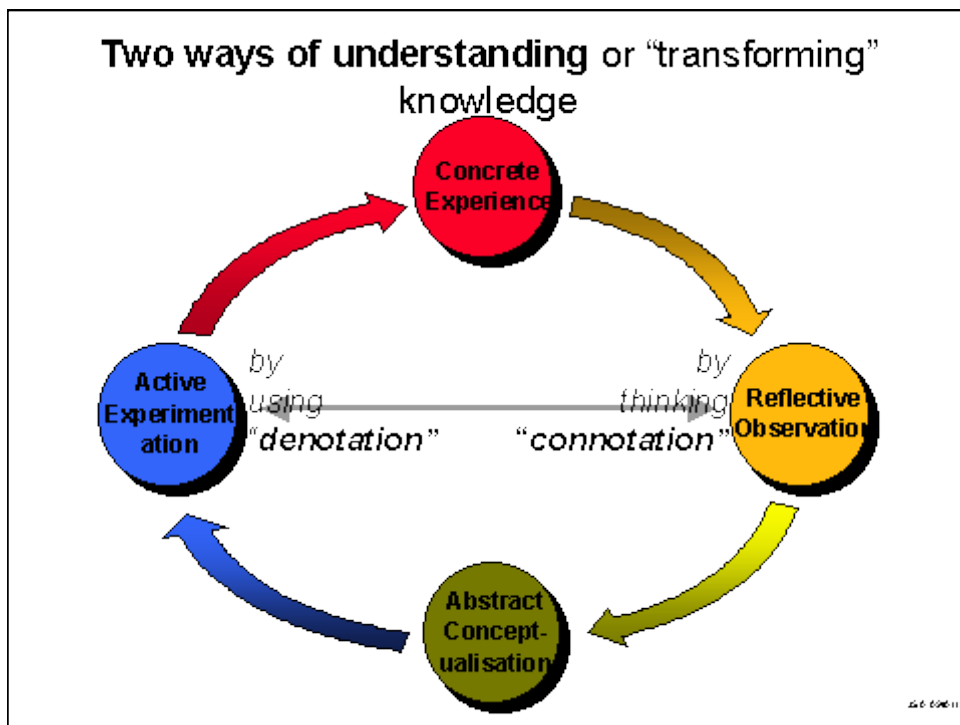 Two ways of understanding or “transforming”
knowledge
Concrete
Experience
by
using
“denotation”
by
thinking
“connotation”
Active
Experiment
ation
Reflective
Observation
Abstract
Concept-
ualisation